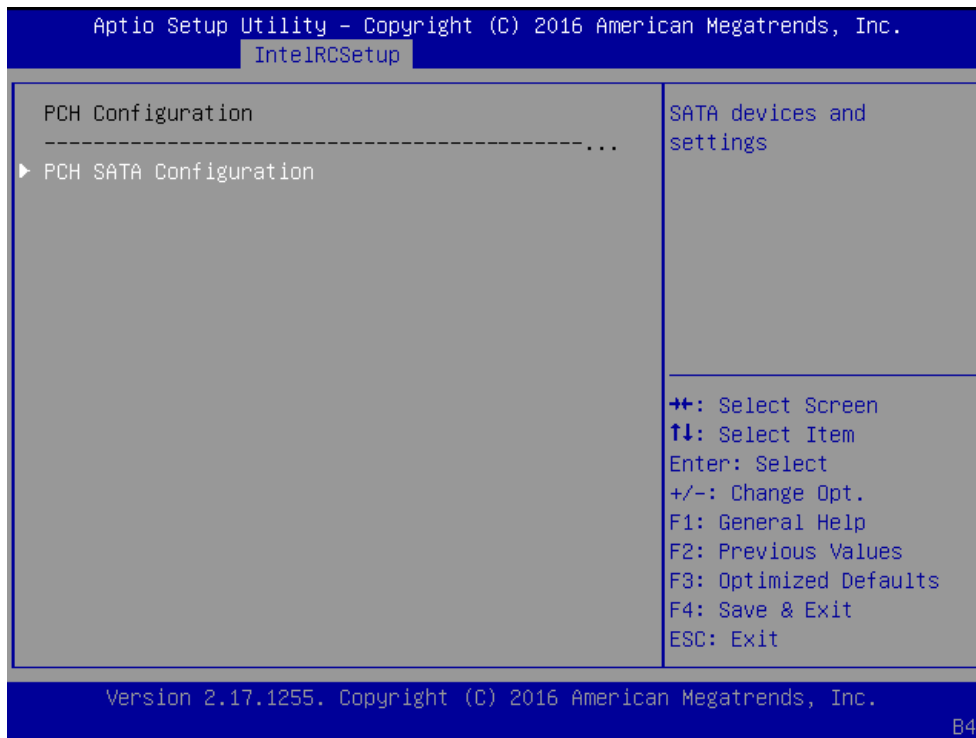 Aptio Setup Utility – Copyright (C) 2016 American Megatrends, Inc.
IntelRCSetup
PCH Configuration
--------------------------------------------...
▶ PCH SATA Configuration
SATA devices and
settings
→←: Select Screen
↑↓: Select Item
Enter: Select
+/-: Change Opt.
F1: General Help
F2: Previous Values
F3: Optimized Defaults
F4: Save & Exit
ESC: Exit
Version 2.17.1255. Copyright (C) 2016 American Megatrends, Inc.
B4